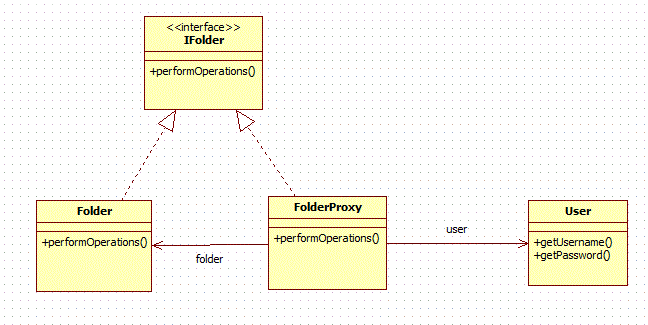 <<interface>>
IFolder
+performOperations()
Folder
+performOperations()
folder
FolderProxy
+performOperations()
user
User
+getUsername()
+getPassword()